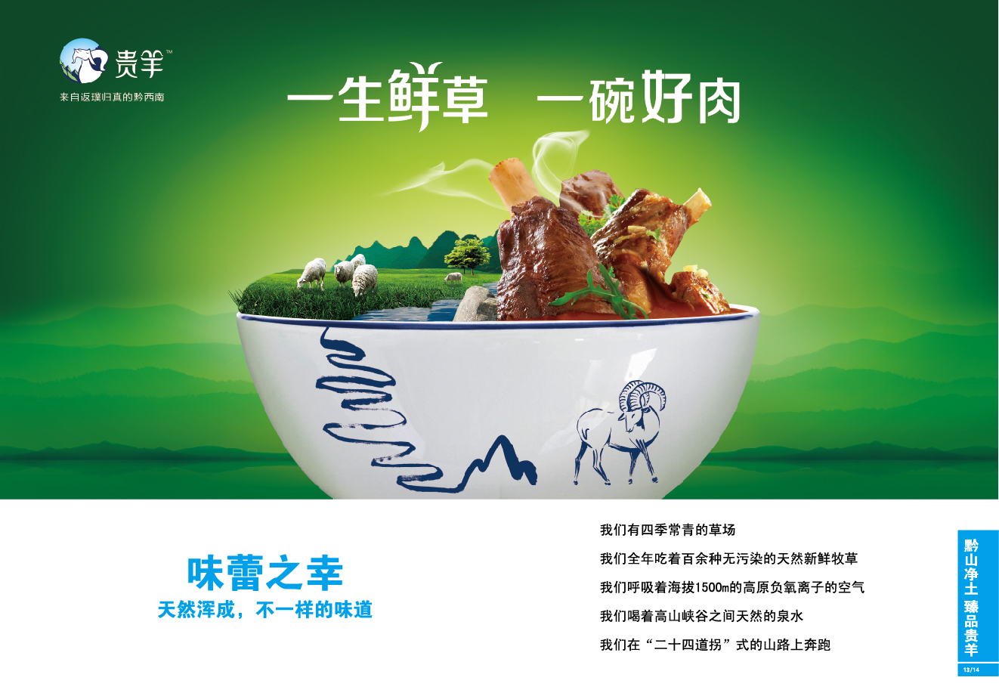 贵羊™
来自返璞归真的黔西南
一生鲜草 一碗好肉
味蕾之幸
天然浑成，不一样的味道
我们有四季常青的草场
我们全年吃着百余种无污染的天然新鲜牧草
我们呼吸着海拔1500m的高原负氧离子的空气
我们喝着高山峡谷之间天然的泉水
我们在“二十四道拐”式的山路上奔跑
黔山净土 臻品贵羊
13/14